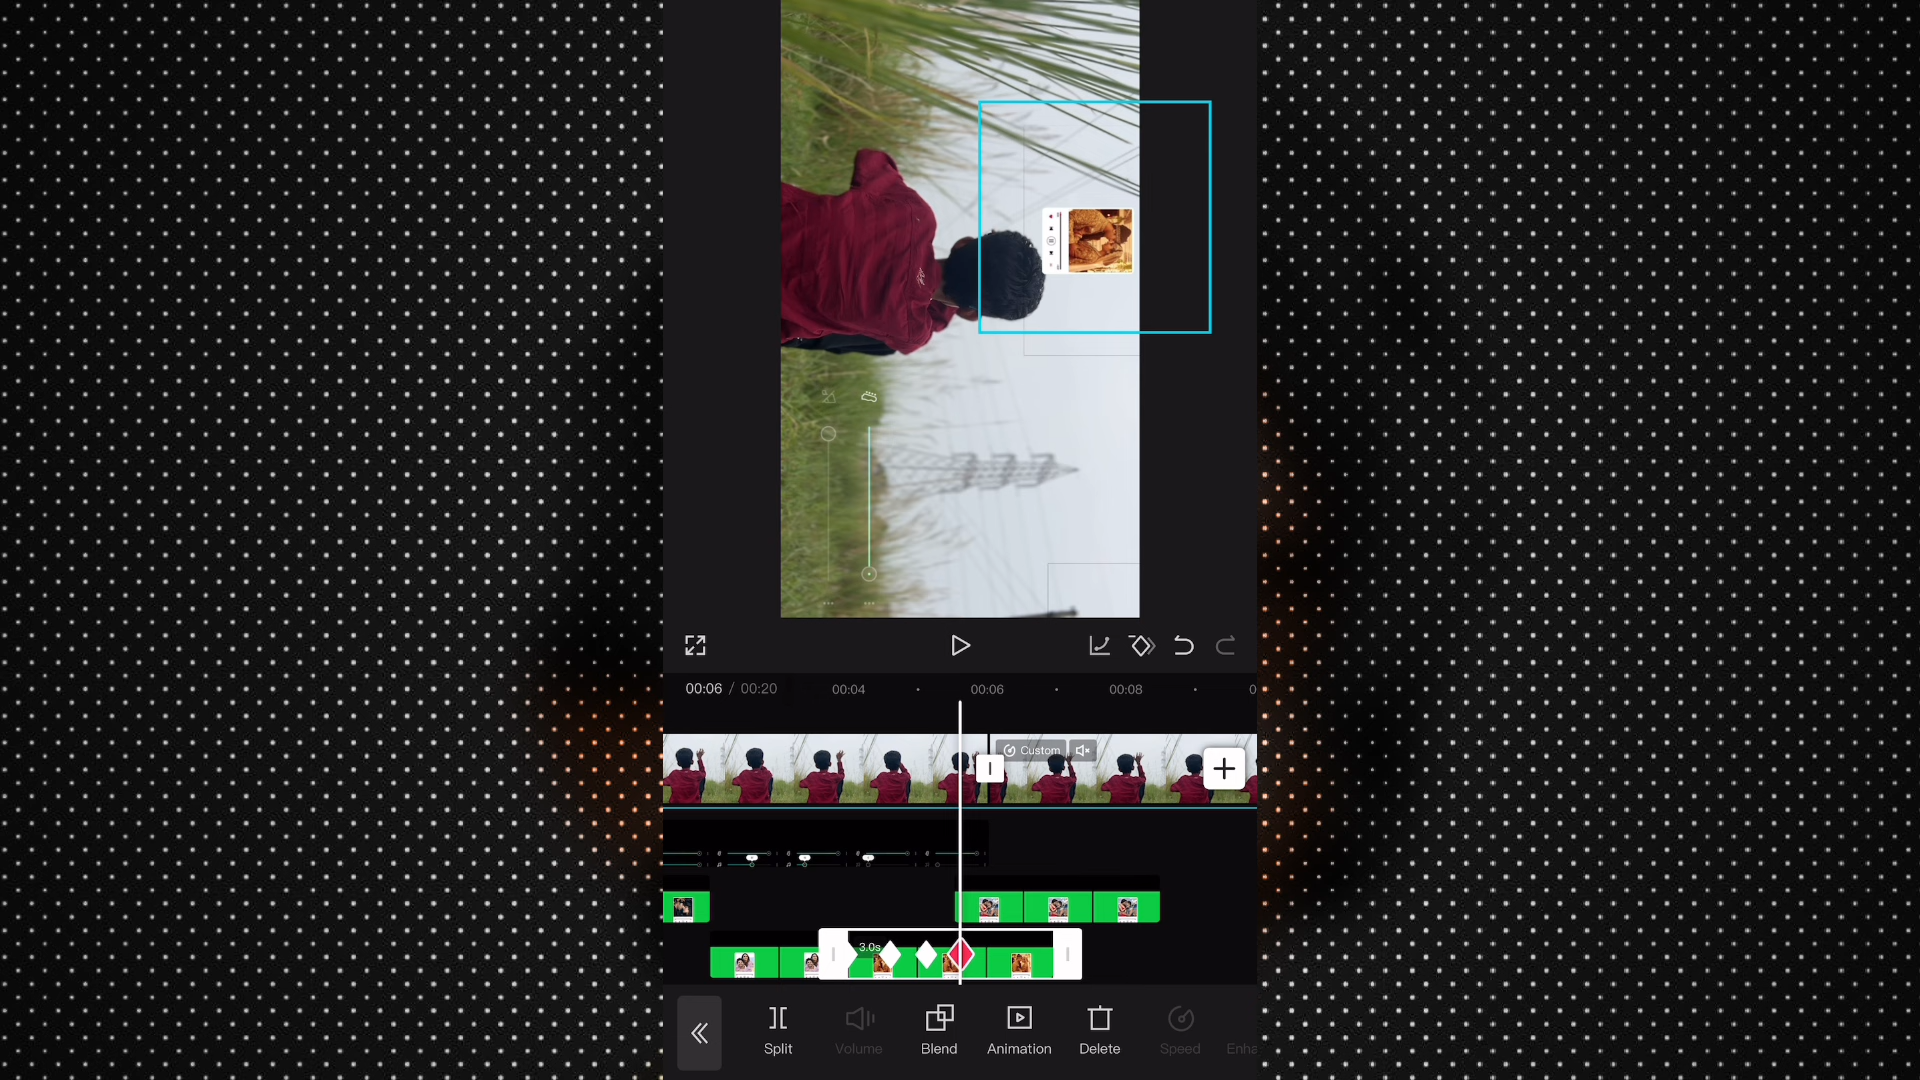 00:06 / 00:20
00:04
00:06
00:08
0
Custom
3.0s
Split
Volume
Blend
Animation
Delete
Speed
Enha